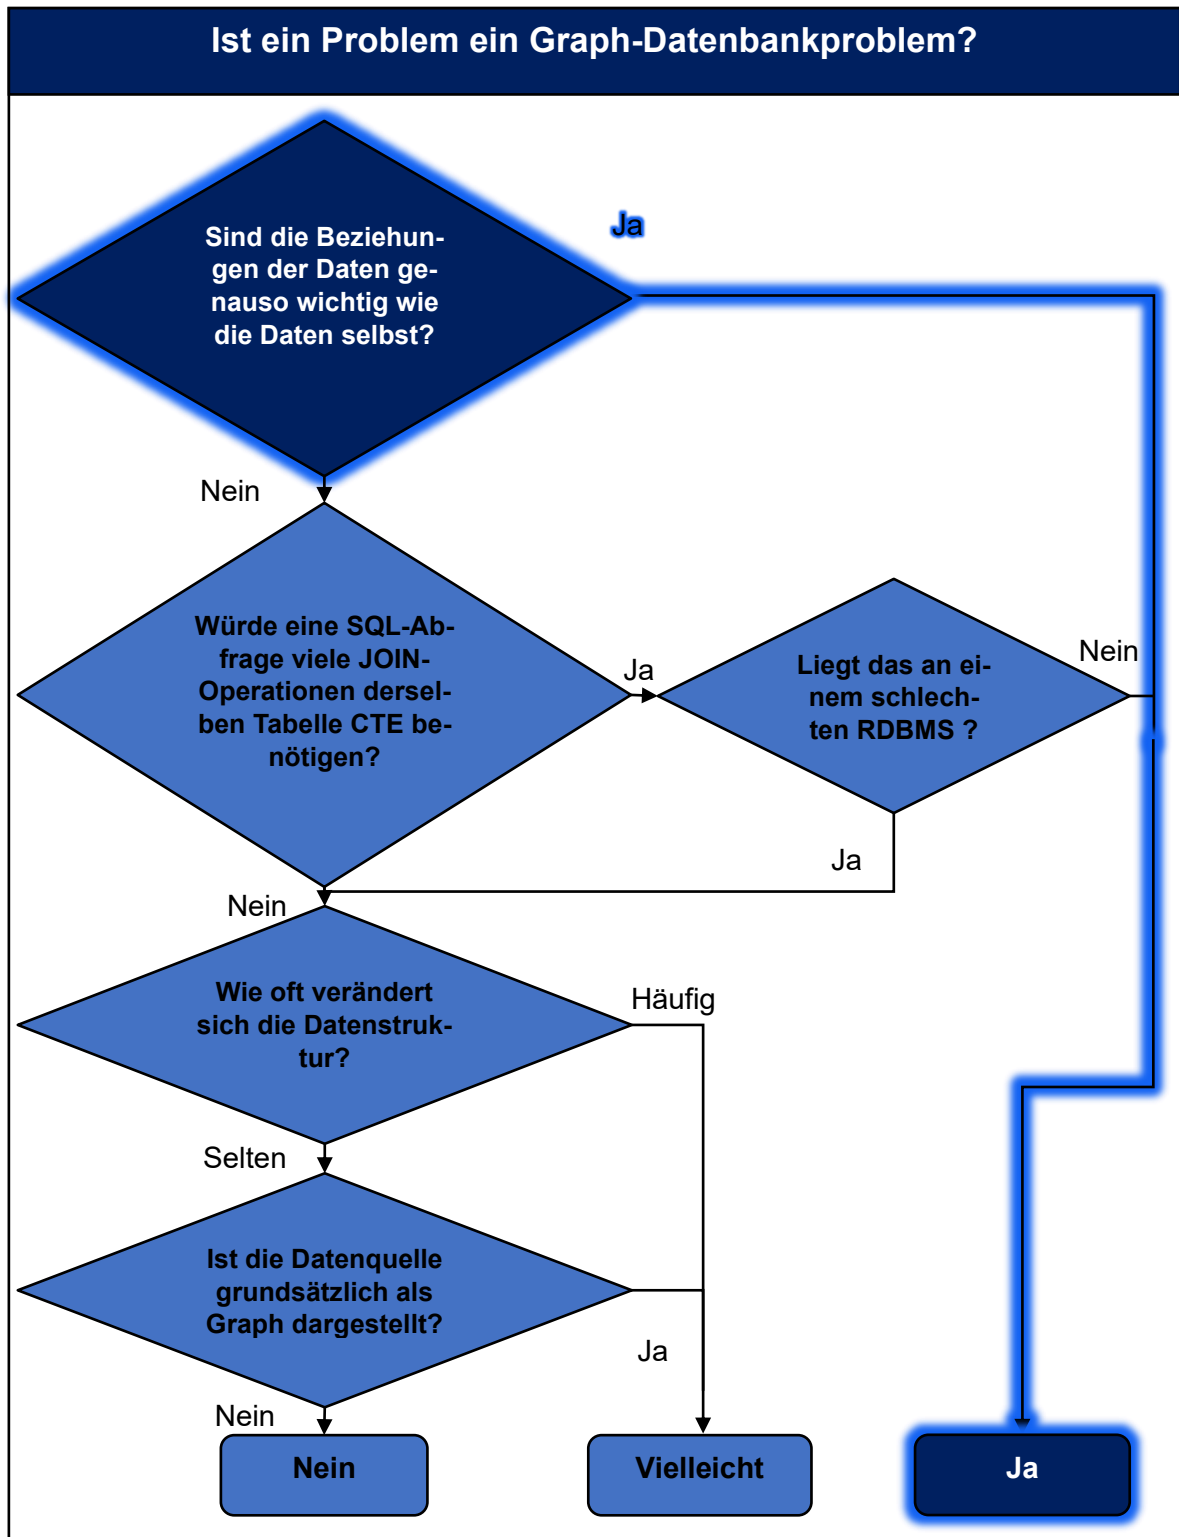 Ist ein Problem ein Graph-Datenbankproblem?
Ja
Sind die Beziehun-
gen der Daten ge-
nauso wichtig wie
die Daten selbst?
Nein
Würde eine SQL-Ab-
frage viele JOIN-
Operationen dersel-
ben Tabelle CTE be-
nötigen?
Ja
Liegt das an ei-
nem schlech-
ten RDBMS ?
Nein
Ja
Nein
Wie oft verändert
sich die Datenstruk-
tur?
Häufig
Selten
Ist die Datenquelle
grundsätzlich als
Graph dargestellt?
Ja
Nein
Nein
Vielleicht
Ja